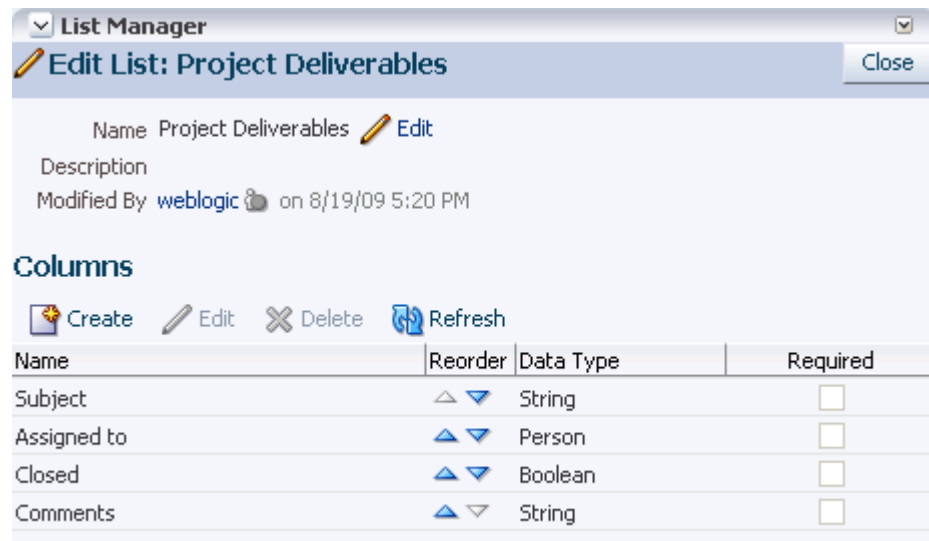 List Manager
Edit List: Project Deliverables Close
Name Project Deliverables Edit
Description
Modified By weblogic on 8/19/09 5:20 PM
Columns
Create Edit Delete Refresh
Name Reorder Data Type Required
Subject String
Assigned to Person
Closed Boolean
Comments String